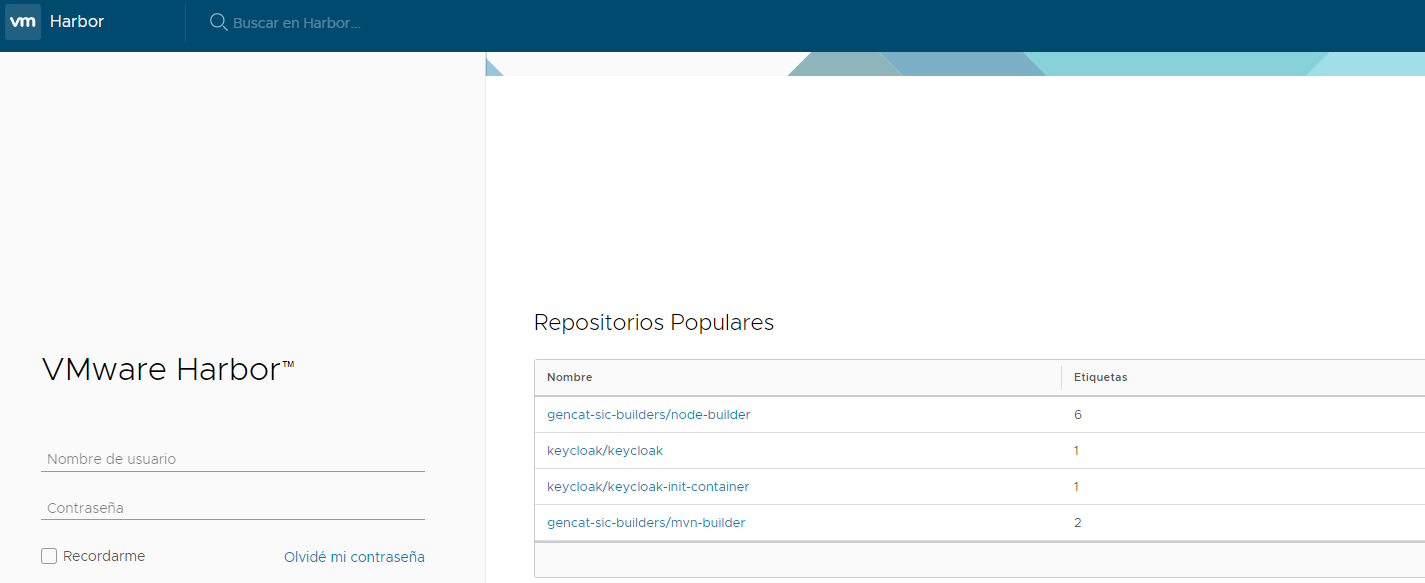 vm Harbor Buscar en Harbor...
VMware Harbor™
Nombre de usuario
Contraseña
Recordarme Olvidé mi contraseña
Repositorios Populares
Nombre Etiquetas
gencat-sic-builders/node-builder 6
keycloak/keycloak 1
keycloak/keycloak-init-container 1
gencat-sic-builders/mvn-builder 2